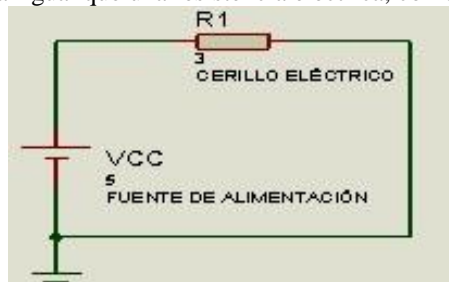 R1
3
CERILLO ELÉCTRICO
VCC
5
FUENTE DE ALIMENTACIÓN